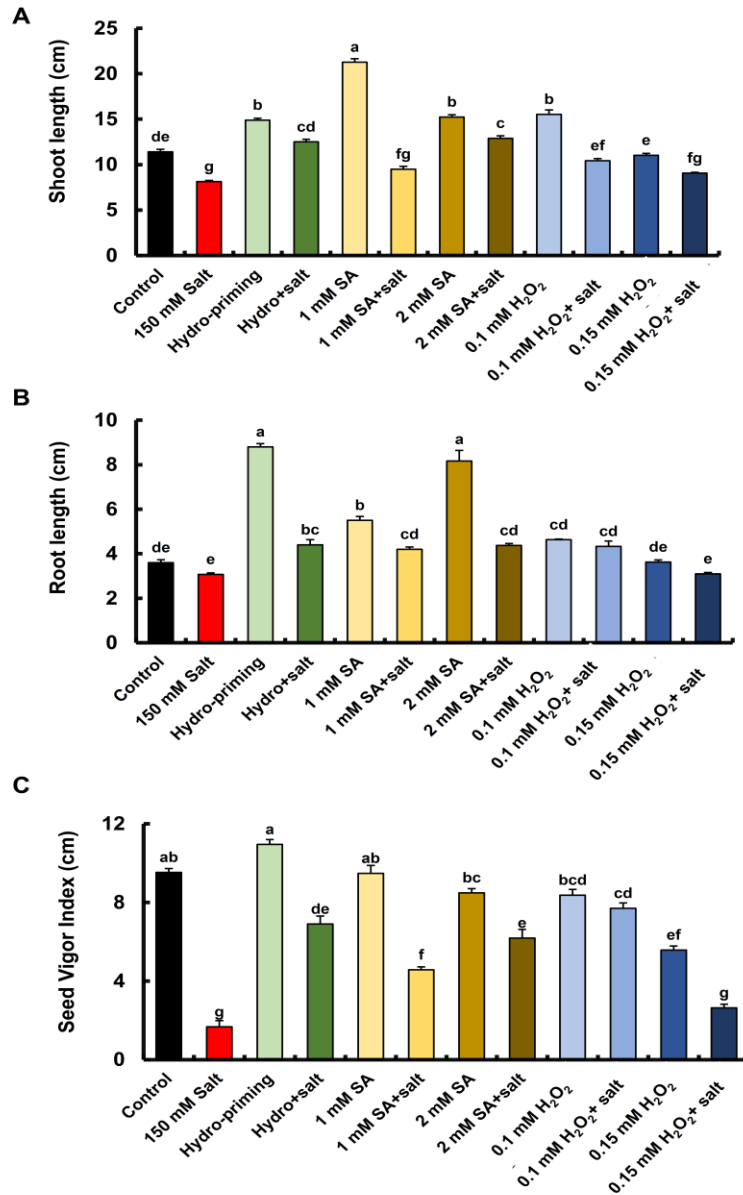 A
Shoot length (cm)
25
20
15
10
5
0
de
g
b
cd
a
fg
b
c
b
ef
e
fg
Control
150 mM Salt
Hydro-priming
Hydro+salt
1 mM SA
1 mM SA+salt
2 mM SA
2 mM SA+salt
0.1 mM H₂O₂
0.1 mM H₂O₂+ salt
0.15 mM H₂O₂
0.15 mM H₂O₂+ salt
B
Root length (cm)
10
8
6
4
2
0
de
e
a
bc
b
cd
a
cd
cd
cd
de
e
Control
150 mM Salt
Hydro-priming
Hydro+salt
1 mM SA
1 mM SA+salt
2 mM SA
2 mM SA+salt
0.1 mM H₂O₂
0.1 mM H₂O₂+ salt
0.15 mM H₂O₂
0.15 mM H₂O₂+ salt
C
Seed Vigor Index (cm)
12
8
4
0
ab
g
a
de
ab
f
bc
e
bcd
cd
ef
g
Control
150 mM Salt
Hydro-priming
Hydro+salt
1 mM SA
1 mM SA+salt
2 mM SA
2 mM SA+salt
0.1 mM H₂O₂
0.1 mM H₂O₂+ salt
0.15 mM H₂O₂
0.15 mM H₂O₂+ salt